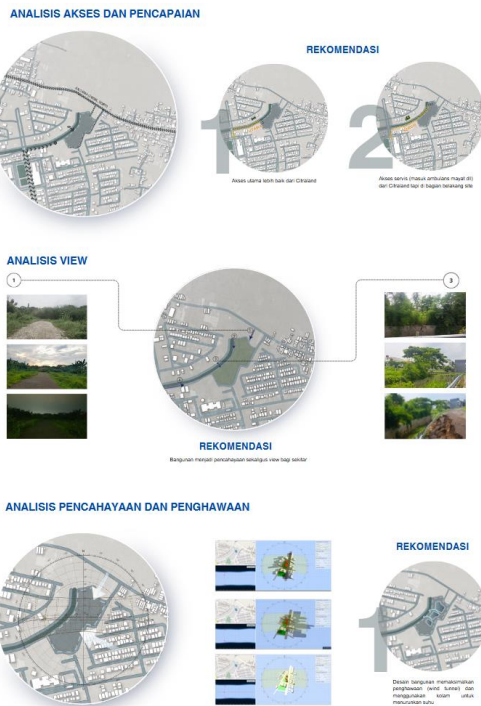 ANALISIS AKSES DAN PENCAPAIAN
REKOMENDASI
1
2
Akses utama lebih baik dari Citraland
Akses servis (masuk ambulans mayat dll)
dari Citraland tapi di bagian belakang site
ANALISIS VIEW
1
3
REKOMENDASI
Bangunan menjadi pencahayaan sekaligus view bagi sekitar
ANALISIS PENCAHAYAAN DAN PENGHAWAAN
REKOMENDASI
1
Desain bangunan memaksimalkan
penghawaan (wind tunnel) dan
menggunakan kolam untuk
menurunkan suhu